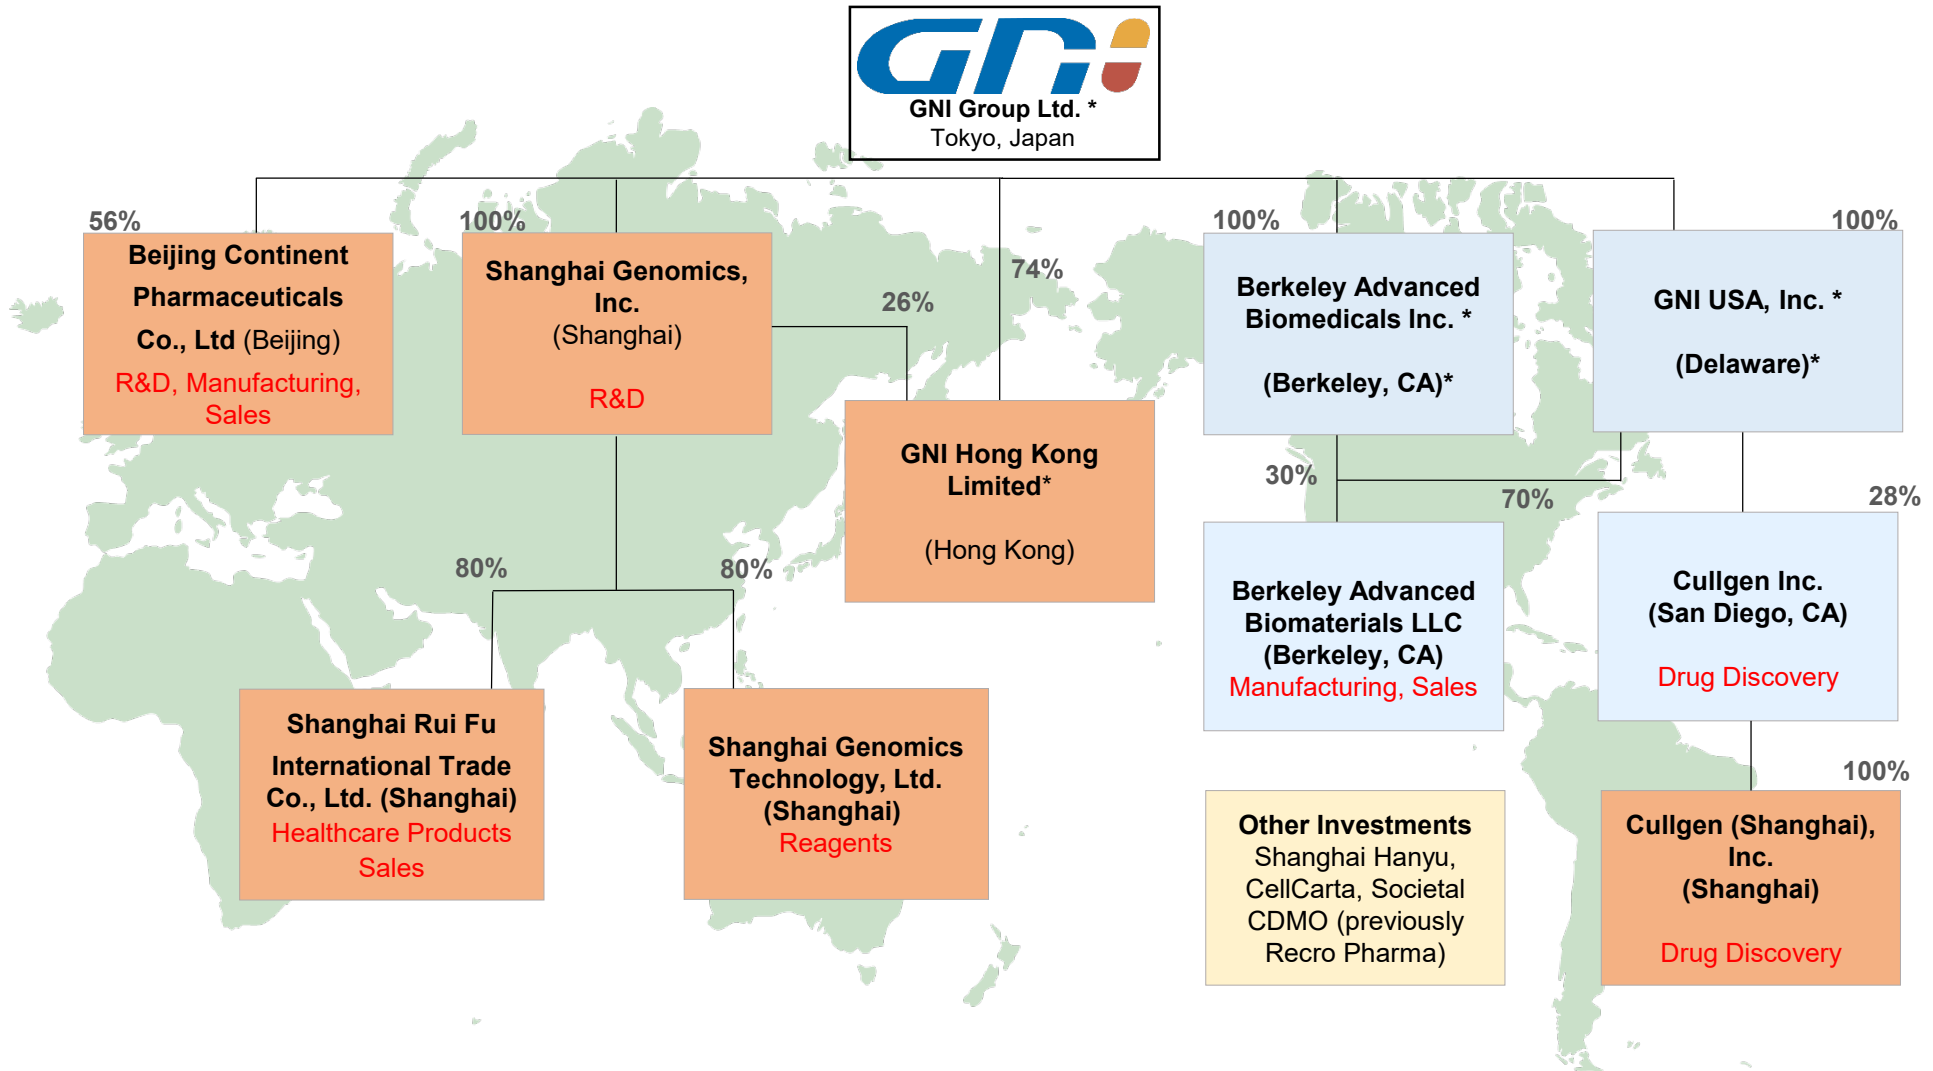 GNi
GNI Group Ltd. *
Tokyo, Japan
56%
Beijing Continent
Pharmaceuticals
Co., Ltd (Beijing)
R&D, Manufacturing,
Sales
100%
Shanghai Genomics,
Inc.
(Shanghai)
R&D
26%
74%
GNI Hong Kong
Limited*
(Hong Kong)
100%
Berkeley Advanced
Biomedicals Inc. *
(Berkeley, CA)*
100%
GNI USA, Inc. *
(Delaware)*
30%
70%
28%
80%
80%
Shanghai Rui Fu
International Trade
Co., Ltd. (Shanghai)
Healthcare Products
Sales
Shanghai Genomics
Technology, Ltd.
(Shanghai)
Reagents
Berkeley Advanced
Biomaterials LLC
(Berkeley, CA)
Manufacturing, Sales
Cullgen Inc.
(San Diego, CA)
Drug Discovery
Other Investments
Shanghai Hanyu,
CellCarta, Societal
CDMO (previously
Recro Pharma)
100%
Cullgen (Shanghai),
Inc.
(Shanghai)
Drug Discovery